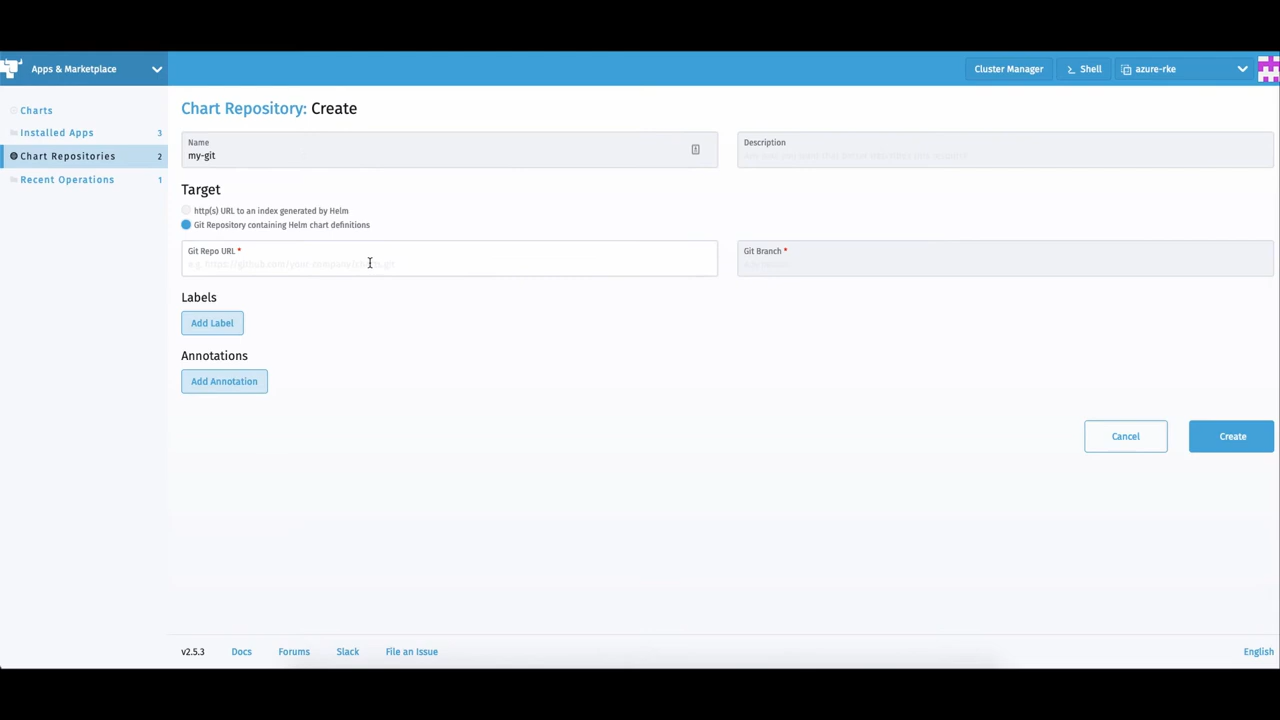 Apps & Marketplace
Cluster Manager
Shell
azure-rke
Charts
Installed Apps 3
Chart Repositories 2
Recent Operations 1
Chart Repository: Create
Name
my-git
Description
Target
http(s) URL to an index generated by Helm
Git Repository containing Helm chart definitions
Git Repo URL *
Git Branch *
Labels
Add Label
Annotations
Add Annotation
Cancel
Create
v2.5.3
Docs
Forums
Slack
File an Issue
English